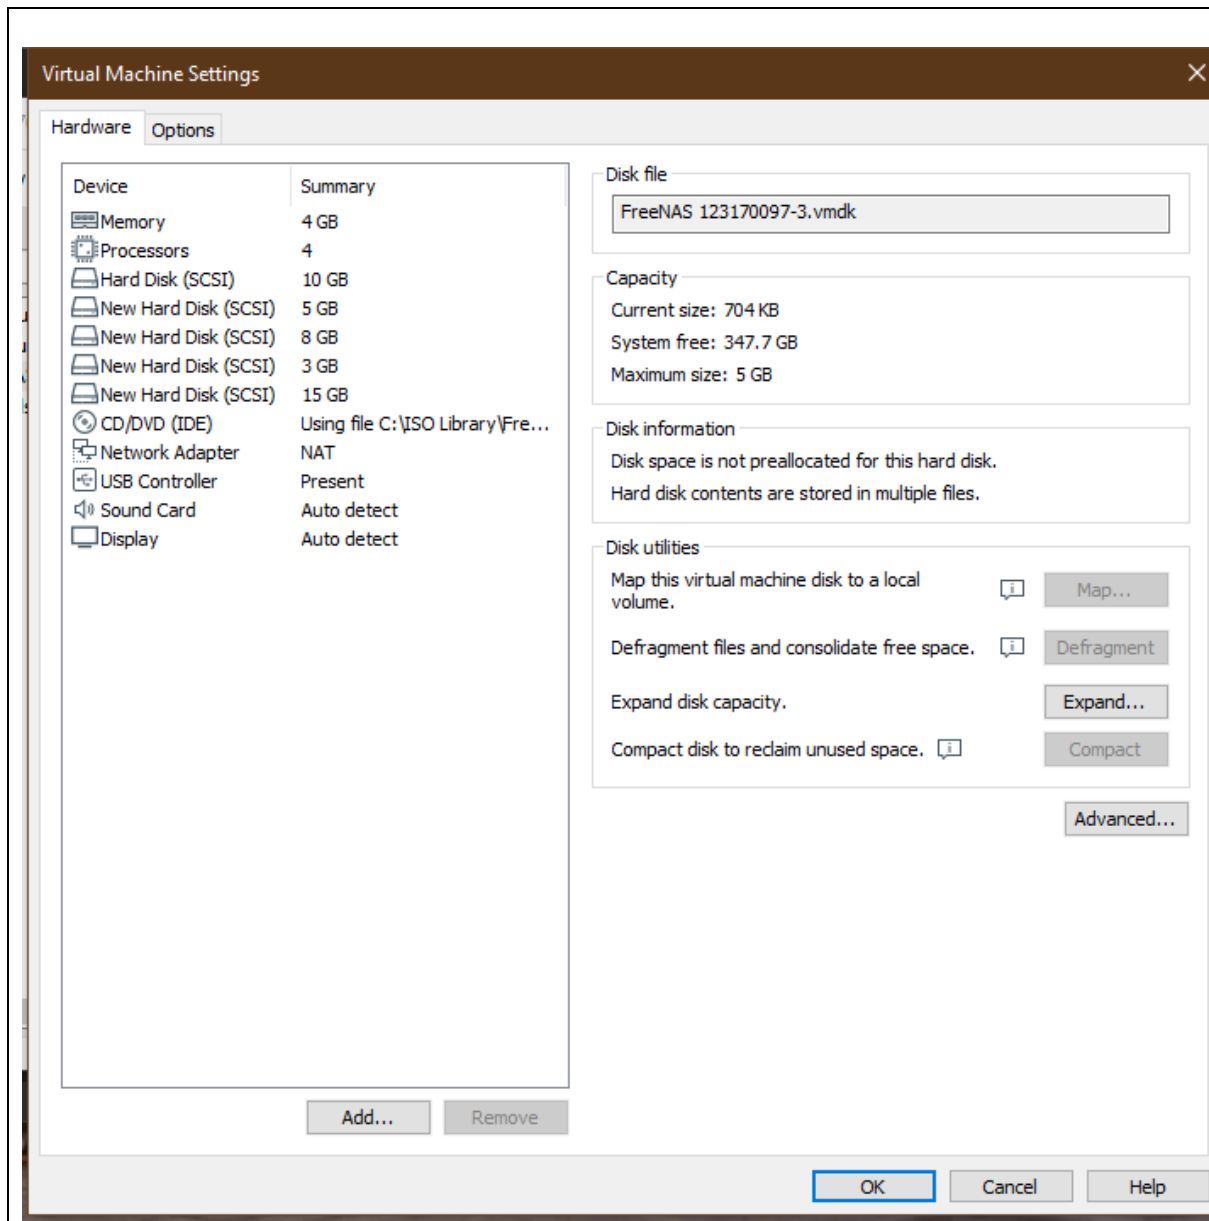 Virtual Machine Settings
Hardware Options
Device Summary
Memory 4 GB
Processors 4
Hard Disk (SCSI) 10 GB
New Hard Disk (SCSI) 5 GB
New Hard Disk (SCSI) 8 GB
New Hard Disk (SCSI) 3 GB
New Hard Disk (SCSI) 15 GB
CD/DVD (IDE) Using file C:\ISO Library\Fre...
Network Adapter NAT
USB Controller Present
Sound Card Auto detect
Display Auto detect
Add... Remove
Disk file
FreeNAS 123170097-3.vmdk
Capacity
Current size: 704 KB
System free: 347.7 GB
Maximum size: 5 GB
Disk information
Disk space is not preallocated for this hard disk.
Hard disk contents are stored in multiple files.
Disk utilities
Map this virtual machine disk to a local
volume.
Map...
Defragment files and consolidate free space. Defragment
Expand disk capacity. Expand...
Compact disk to reclaim unused space. Compact
Advanced...
OK Cancel Help